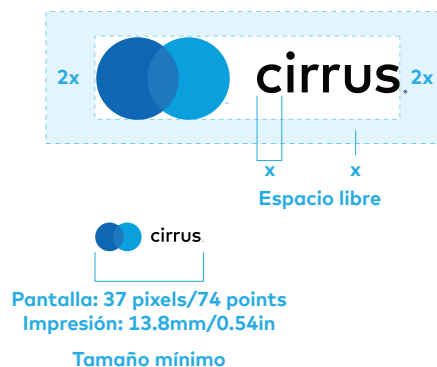 2x
cirrus®
2x
x
x
Espacio libre
cirrus
Pantalla: 37 pixels/74 points
Impresión: 13.8mm/0.54in
Tamaño mínimo